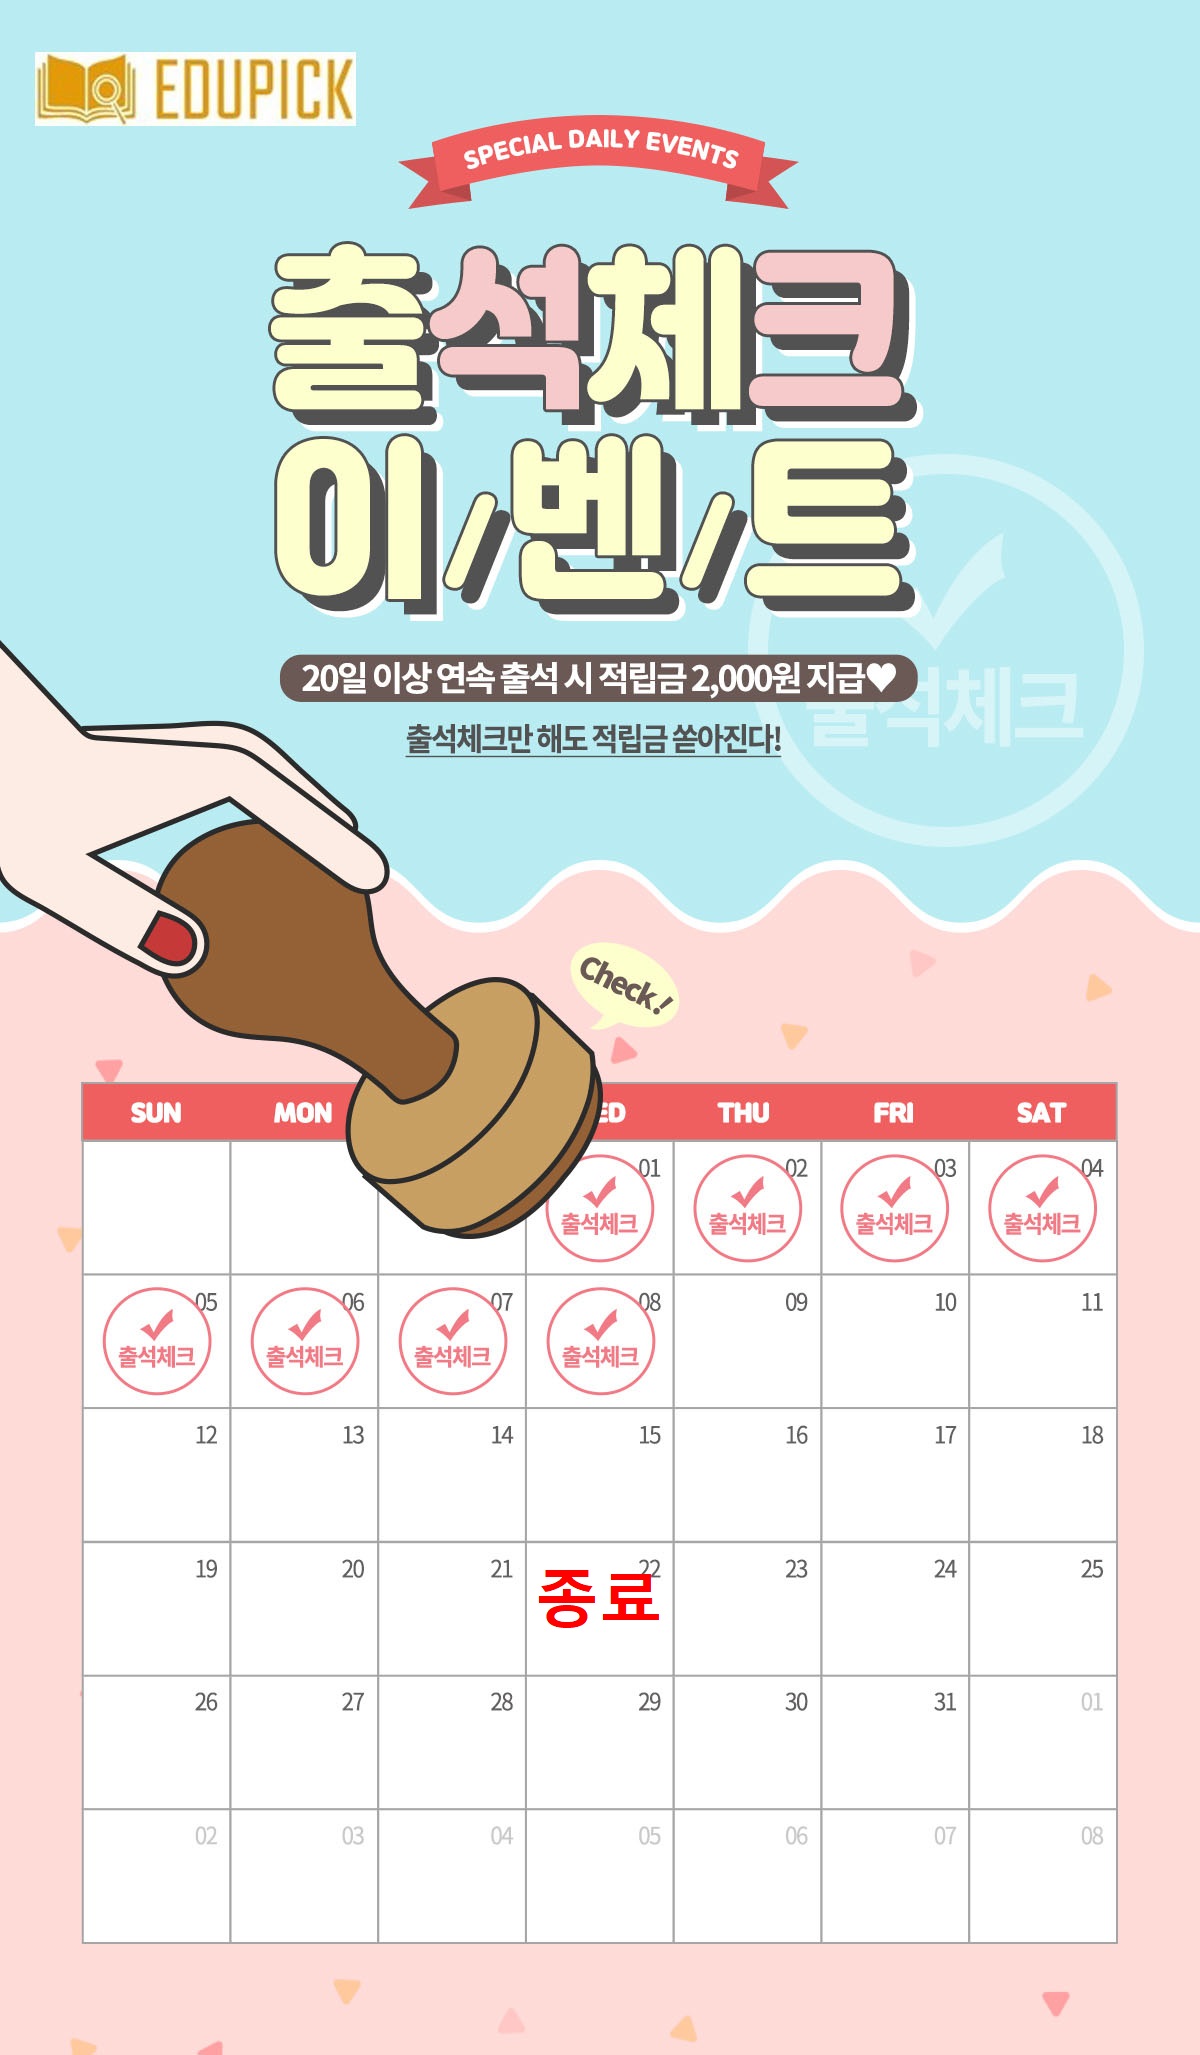 EDUPICK
SPECIAL DAILY EVENTS
출석체크
이/벤/트
20일 이상 연속 출석 시 적립금 2,000원 지급♥
출석체크만 해도 적립금 쏟아진다!
출석체크
Check!
SUN MON ED THU FRI SAT
01 02 03 04
출석체크 출석체크 출석체크 출석체크
05 06 07 08 09 10 11
출석체크 출석체크 출석체크 출석체크
12 13 14 15 16 17 18
19 20 21 22 23 24 25
종료
26 27 28 29 30 31 01
02 03 04 05 06 07 08